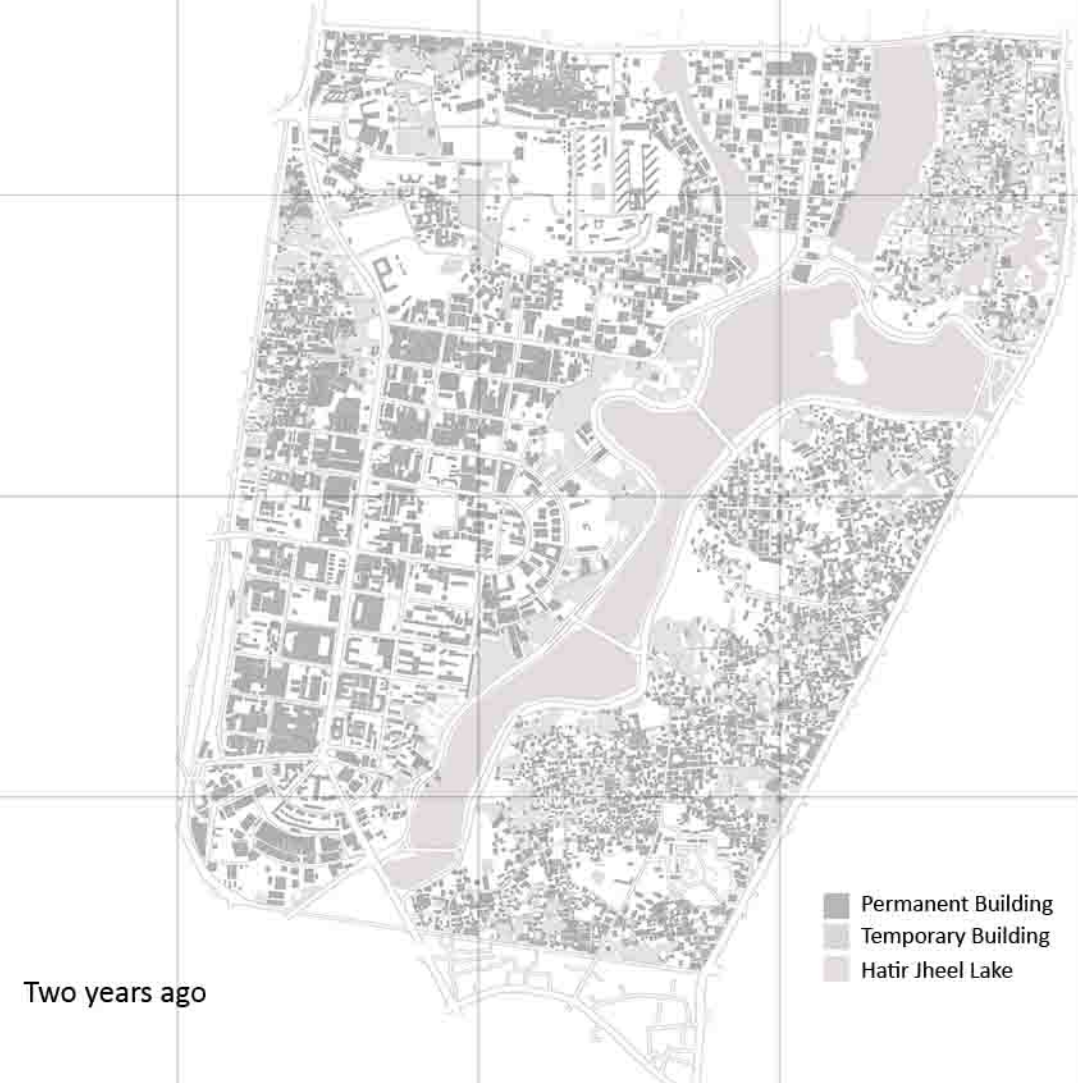 Permanent Building
Temporary Building
Hatir Jheel Lake
Two years ago